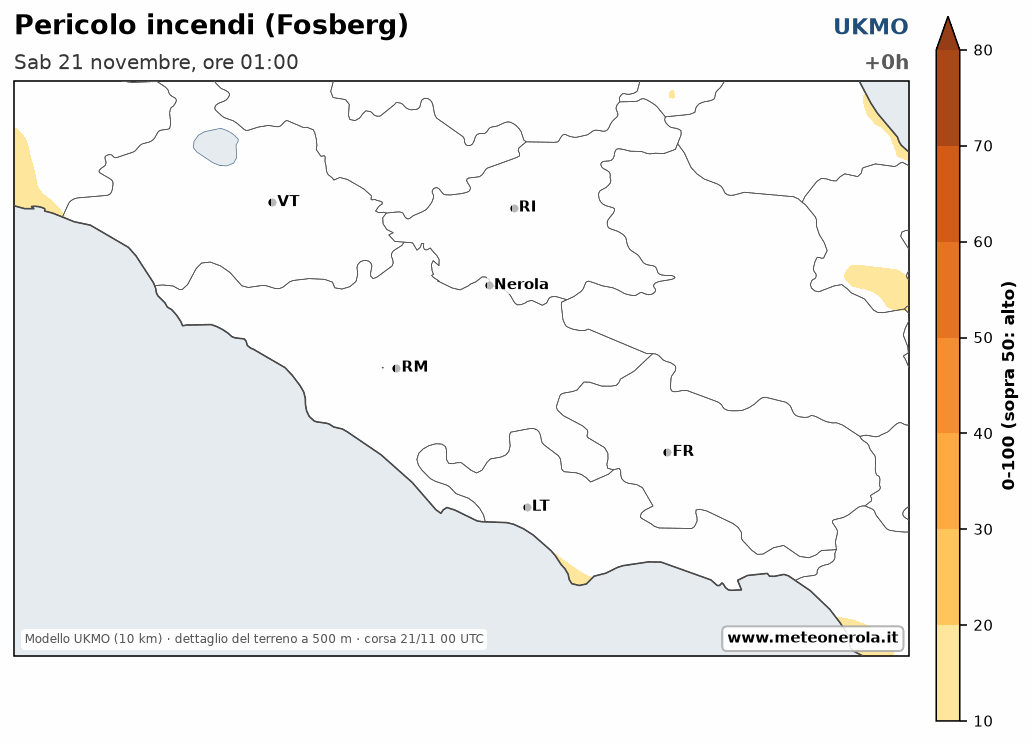 Pericolo incendi (Fosberg)
UKMO
Sab 21 novembre, ore 01:00
+0h
80
70
60
50
40
30
20
10
0-100 (sopra 50: alto)
VT
RI
Nerola
RM
FR
LT
Modello UKMO (10 km) · dettaglio del terreno a 500 m · corsa 21/11 00 UTC
www.meteonerola.it